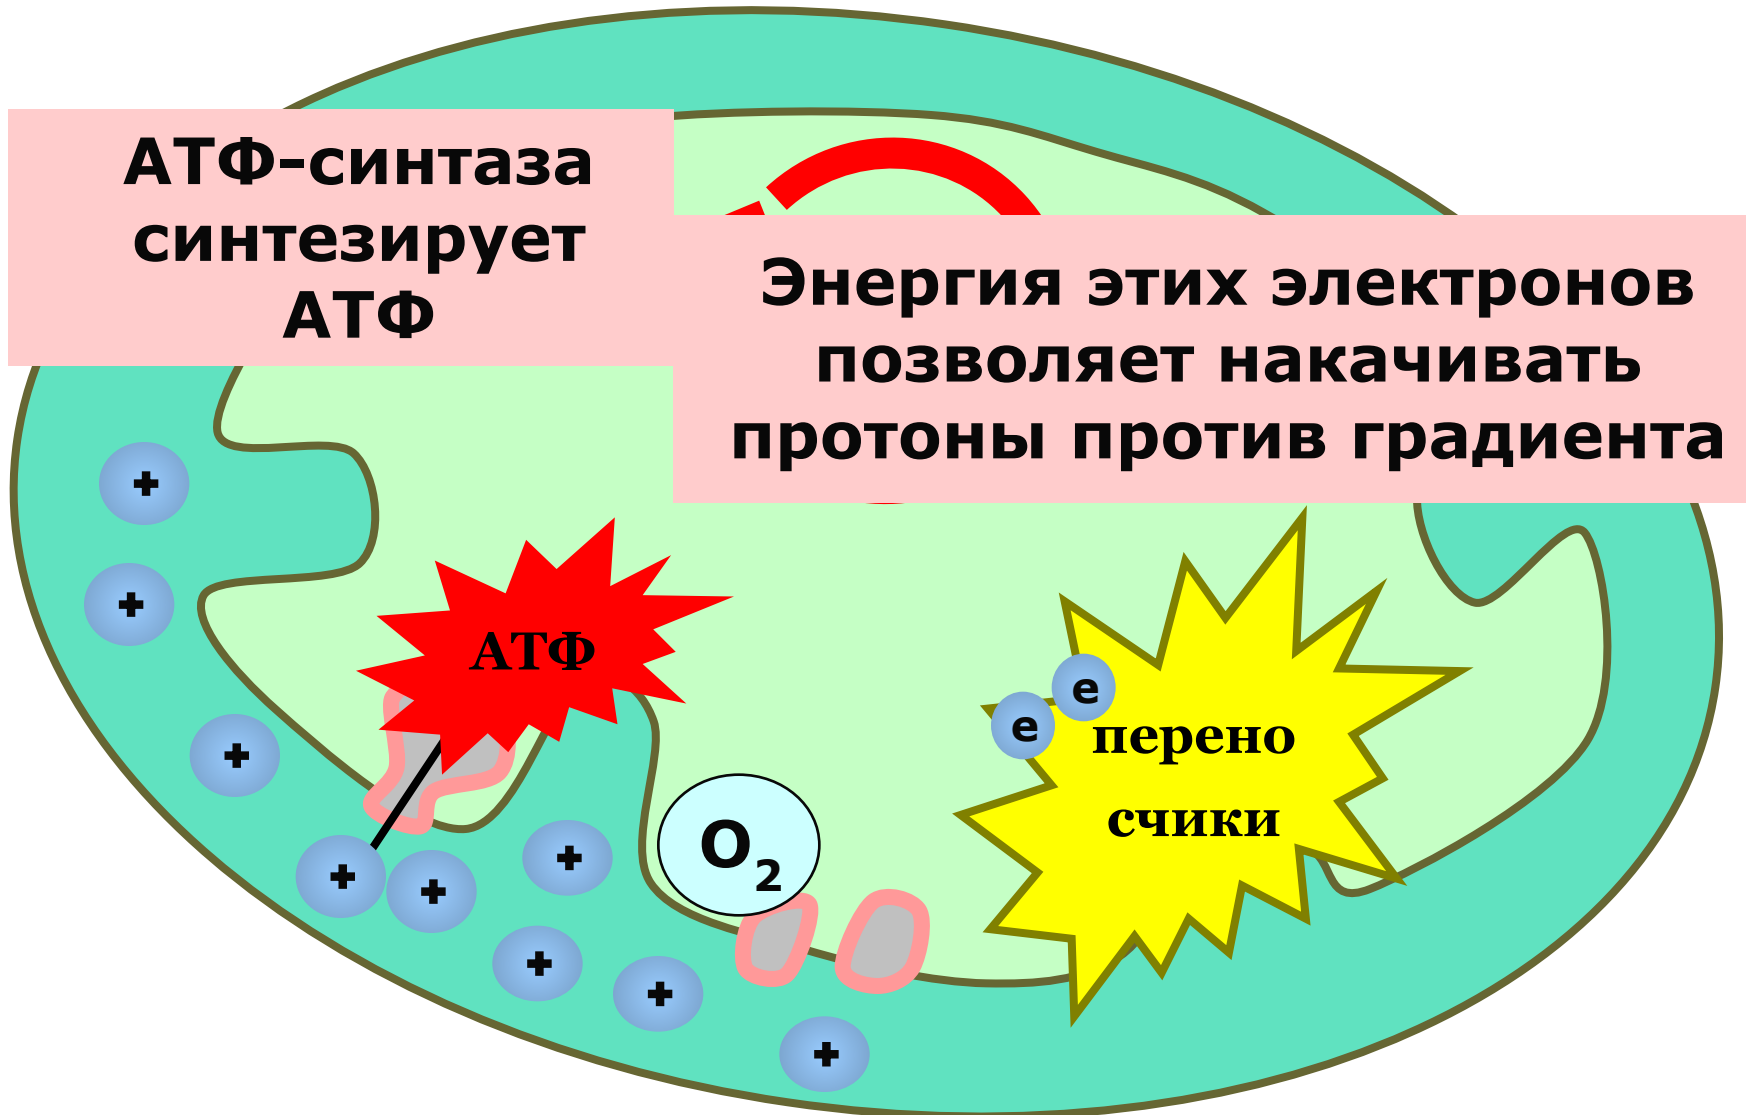 АТФ-синтаза
синтезирует
АТФ
Энергия этих электронов
позволяет накачивать
протоны против градиента
АТФ
е
е
перено
счики
O2
+
+
+
+
+
+
+
+
+